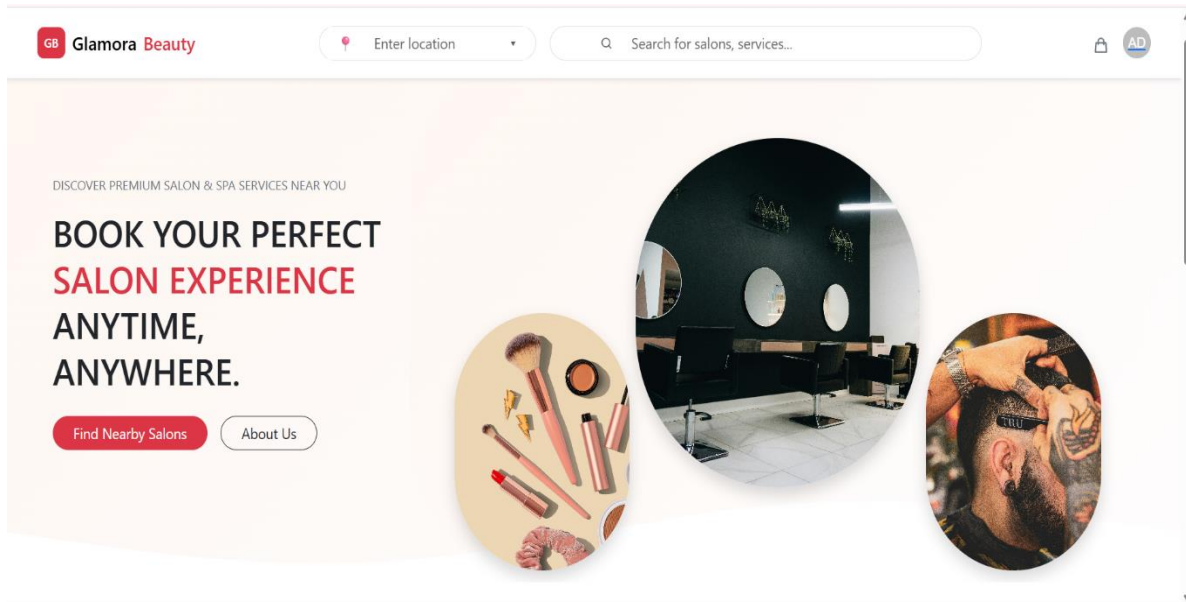 GB Glamora Beauty
Enter location
Search for salons, services...
AD
DISCOVER PREMIUM SALON & SPA SERVICES NEAR YOU
BOOK YOUR PERFECT
SALON EXPERIENCE
ANYTIME,
ANYWHERE.
Find Nearby Salons
About Us
TRU